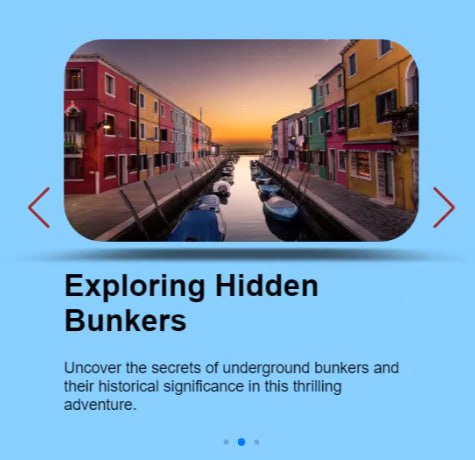 Exploring Hidden
Bunkers
Uncover the secrets of underground bunkers and
their historical significance in this thrilling
adventure.